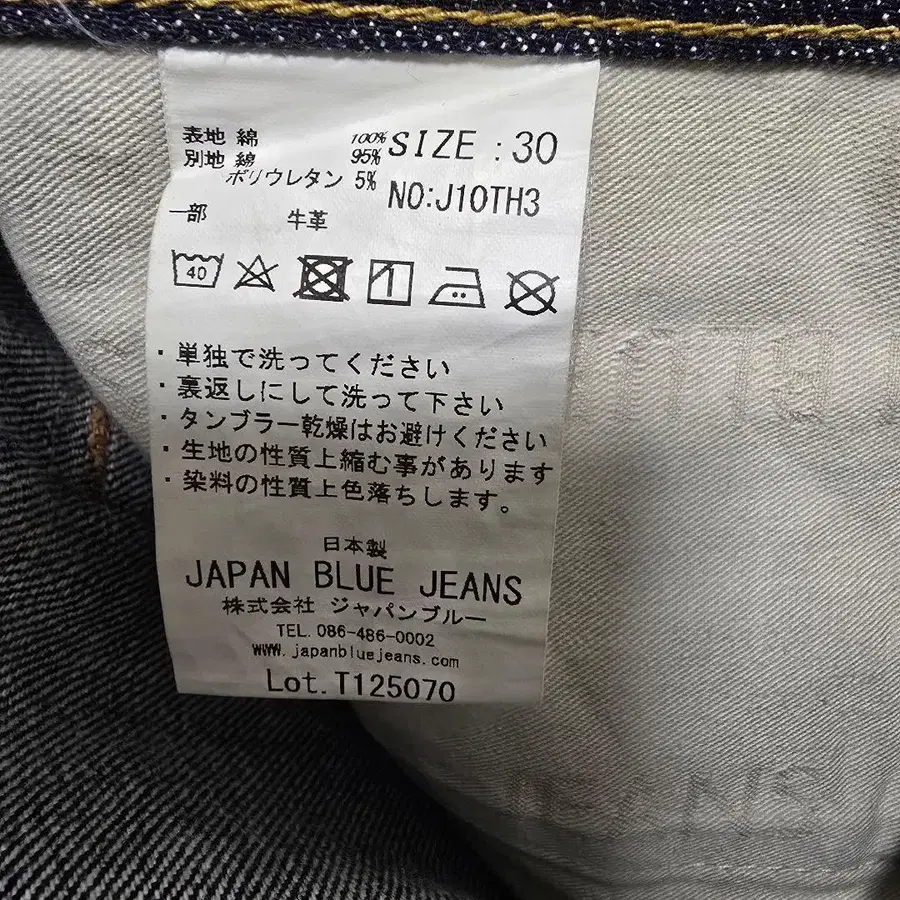 表地 綿 100%
別地 綿 95%
ポリウレタン 5%
一部 牛革
SIZE : 30
NO:J10TH3
40
1
・単独で洗ってください
・裏返しにして洗って下さい
・タンブラー乾燥はお避けください
・生地の性質上縮む事があります
・染料の性質上色落ちします。
日本製
JAPAN BLUE JEANS
株式会社 ジャパンブルー
TEL. 086-486-0002
www.japanbluejeans.com
Lot.T125070
JEANS